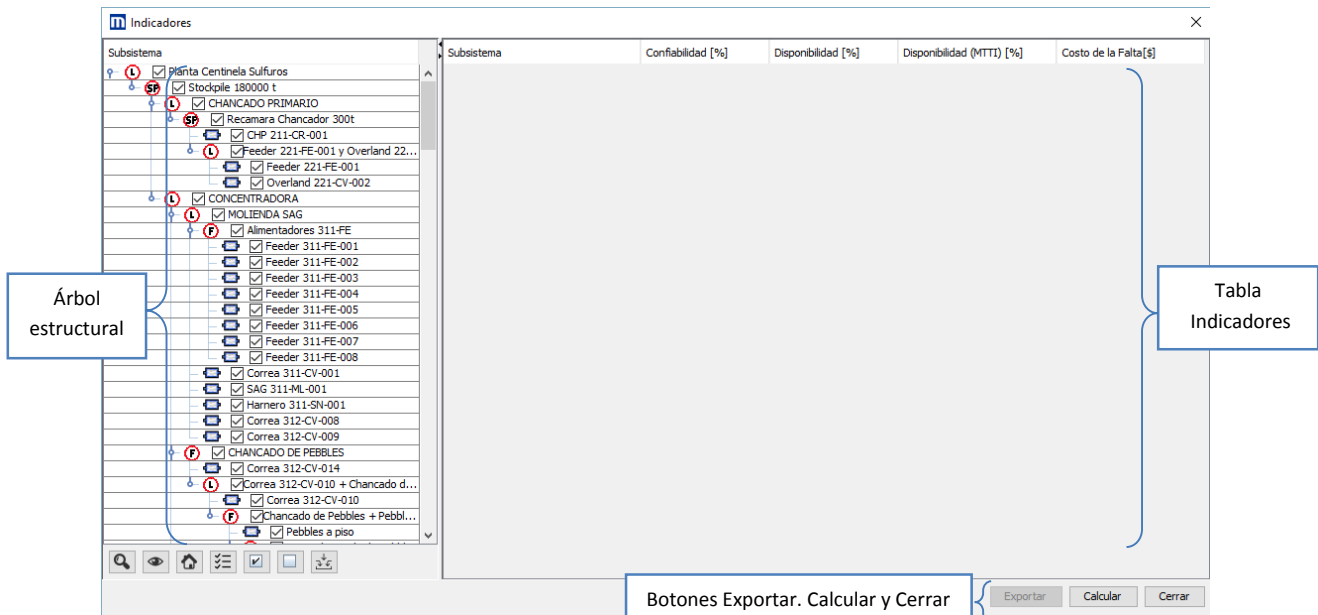 Indicadores
Subsistema
Planta Centinela Sulfuros
Stockpile 180000 t
CHANCADO PRIMARIO
Recamara Chancador 300t
CHP 211-CR-001
Feeder 221-FE-001 y Overland 22...
Feeder 221-FE-001
Overland 221-CV-002
CONCENTRADORA
MOLIENDA SAG
Alimentadores 311-FE
Feeder 311-FE-001
Feeder 311-FE-002
Feeder 311-FE-003
Feeder 311-FE-004
Feeder 311-FE-005
Feeder 311-FE-006
Feeder 311-FE-007
Feeder 311-FE-008
Correa 311-CV-001
SAG 311-ML-001
Harnero 311-SN-001
Correa 312-CV-008
Correa 312-CV-009
CHANCADO DE PEBBLES
Correa 312-CV-014
Correa 312-CV-010 + Chancado d...
Correa 312-CV-010
Chancado de Pebbles + Pebbl...
Pebbles a piso
Subsistema Confiabilidad [%] Disponibilidad [%] Disponibilidad (MTTI) [%] Costo de la Falta[$]
Árbol
estructural
Tabla
Indicadores
Botones Exportar. Calcular y Cerrar
Exportar Calcular Cerrar